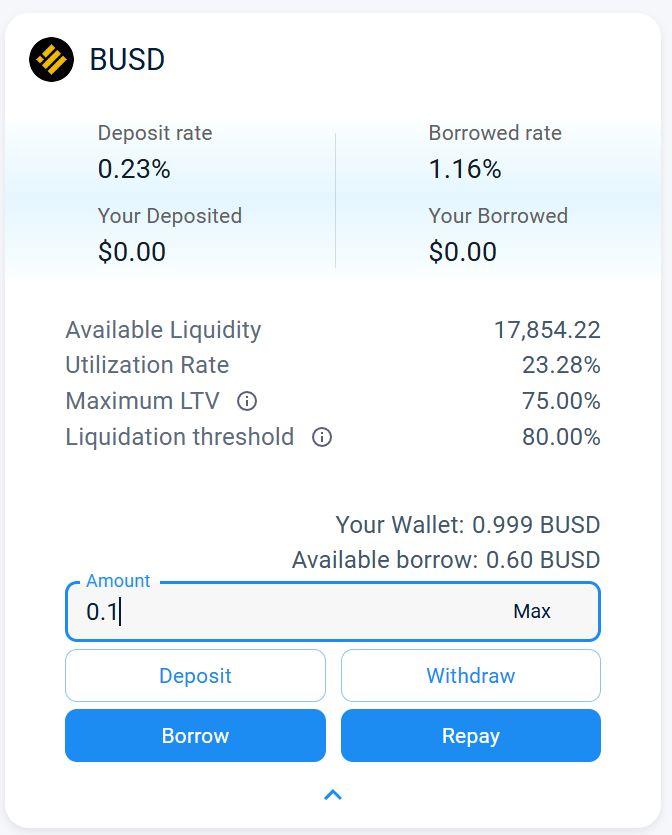 BUSD
Deposit rate
0.23%
Your Deposited
$0.00
Borrowed rate
1.16%
Your Borrowed
$0.00
Available Liquidity 17,854.22
Utilization Rate 23.28%
Maximum LTV 75.00%
Liquidation threshold 80.00%
Your Wallet: 0.999 BUSD
Available borrow: 0.60 BUSD
Amount
0.1 Max
Deposit Withdraw
Borrow Repay